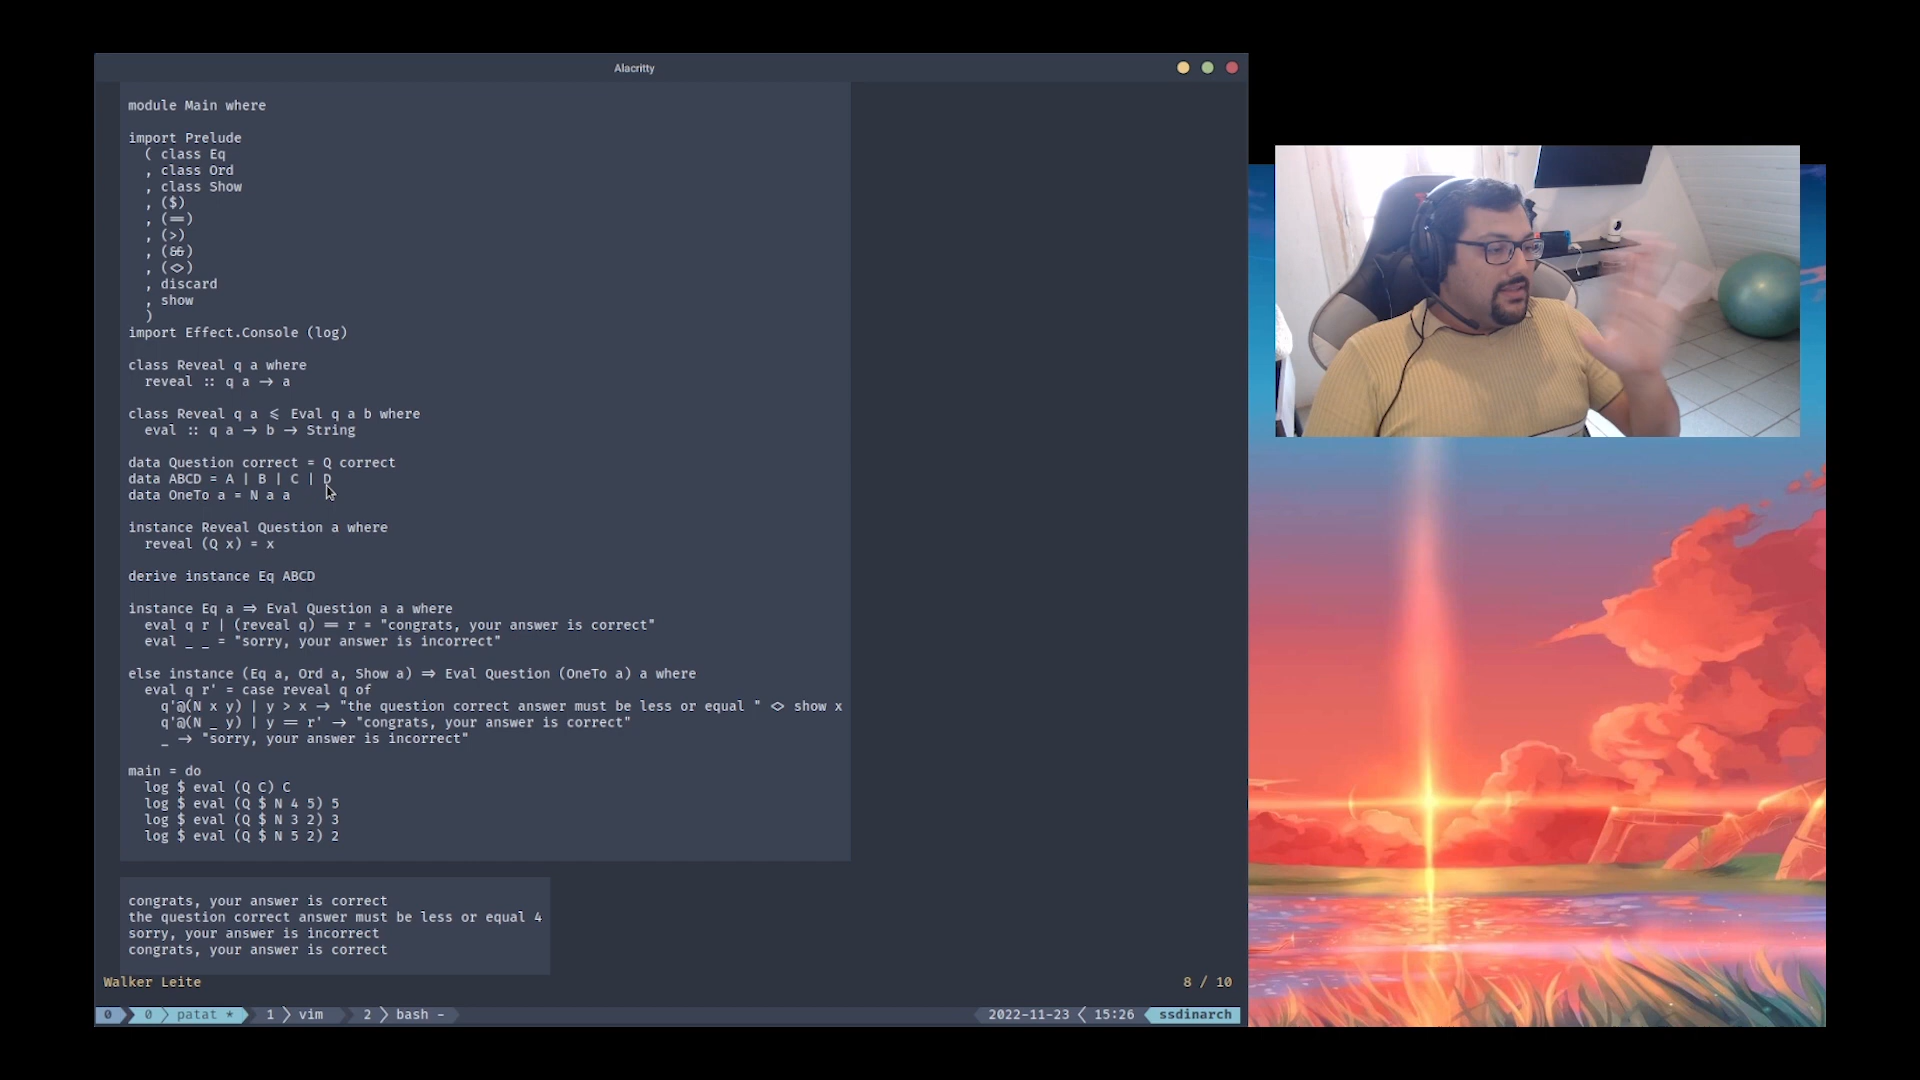 Alacritty
module Main where
import Prelude
( class Eq
, class Ord
, class Show
, ($)
, (==)
, (>)
, (&&)
, (<>)
, discard
, show
)
import Effect.Console (log)
class Reveal q a where
reveal :: q a -> a
class Reveal q a <= Eval q a b where
eval :: q a -> b -> String
data Question correct = Q correct
data ABCD = A | B | C | D
data OneTo a = N a a
instance Reveal Question a where
reveal (Q x) = x
derive instance Eq ABCD
instance Eq a => Eval Question a a where
eval q r | (reveal q) == r = "congrats, your answer is correct"
eval _ _ = "sorry, your answer is incorrect"
else instance (Eq a, Ord a, Show a) => Eval Question (OneTo a) a where
eval q r' = case reveal q of
q'@(N x y) | y > x -> "the question correct answer must be less or equal " <> show x
q'@(N _ y) | y == r' -> "congrats, your answer is correct"
_ -> "sorry, your answer is incorrect"
main = do
log $ eval (Q C) C
log $ eval (Q $ N 4 5) 5
log $ eval (Q $ N 3 2) 3
log $ eval (Q $ N 5 2) 2
congrats, your answer is correct
the question correct answer must be less or equal 4
sorry, your answer is incorrect
congrats, your answer is correct
Walker Leite 8 / 10
0 0 patat * 1 vim 2 bash - 2022-11-23 15:26 ssdinarch